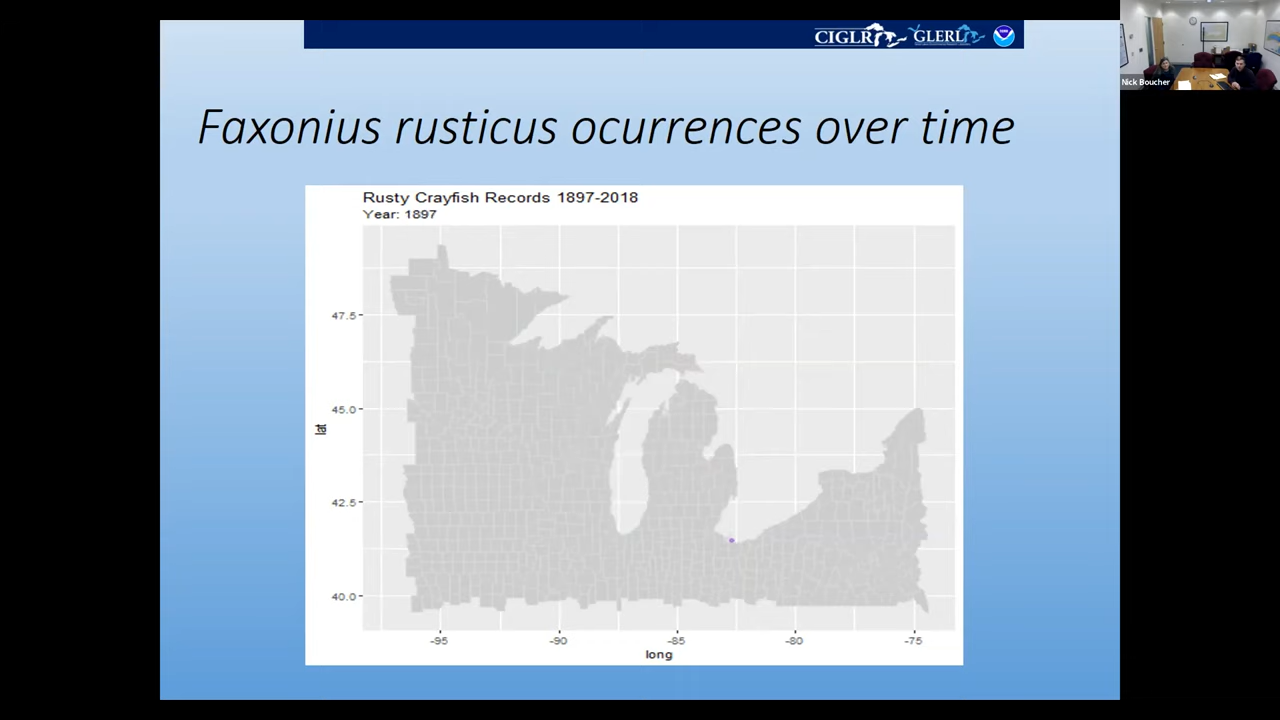 CIGLR GLERL
Nick Boucher
Faxonius rusticus ocurrences over time
Rusty Crayfish Records 1897-2018
Year: 1897
47.5
45.0
42.5
40.0
lat
-95 -90 -85 -80 -75
long